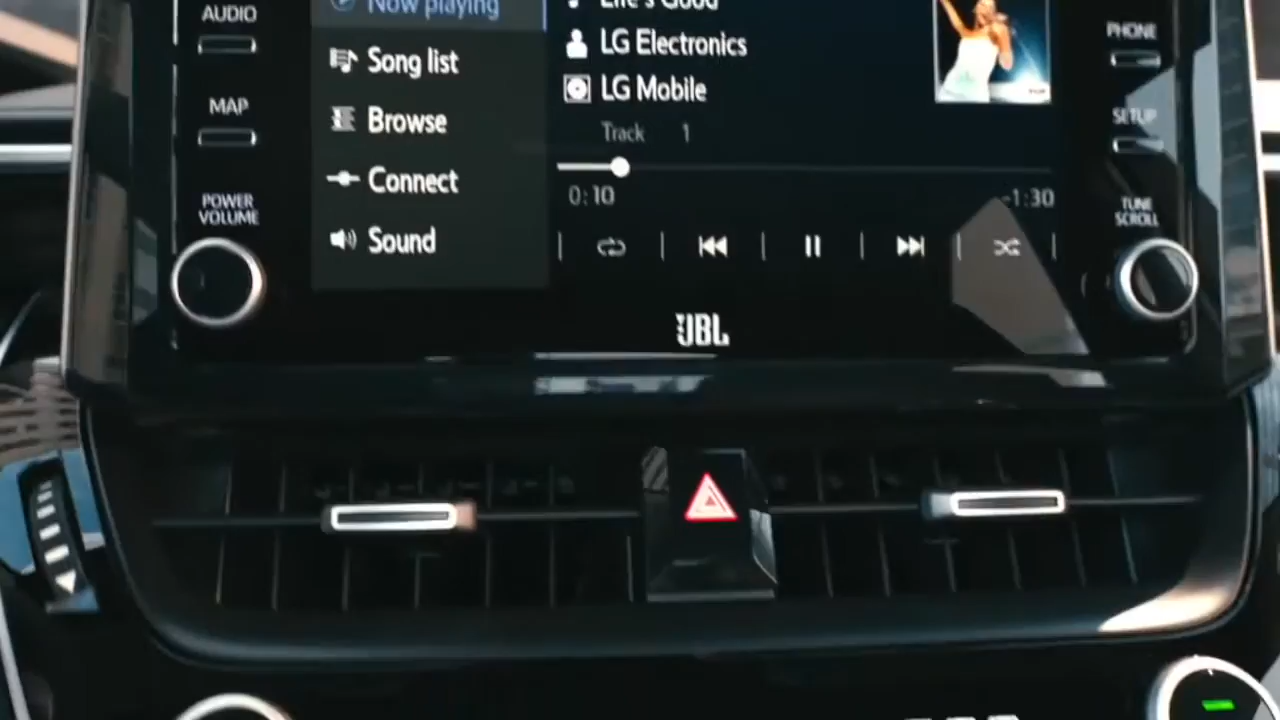 AUDIO
MAP
POWER
VOLUME
Now playing
Song list
Browse
Connect
Sound
Life's Good
LG Electronics
LG Mobile
Track 1
0:10
-1:30
JBL
PHONE
SETUP
TUNE
SCROLL